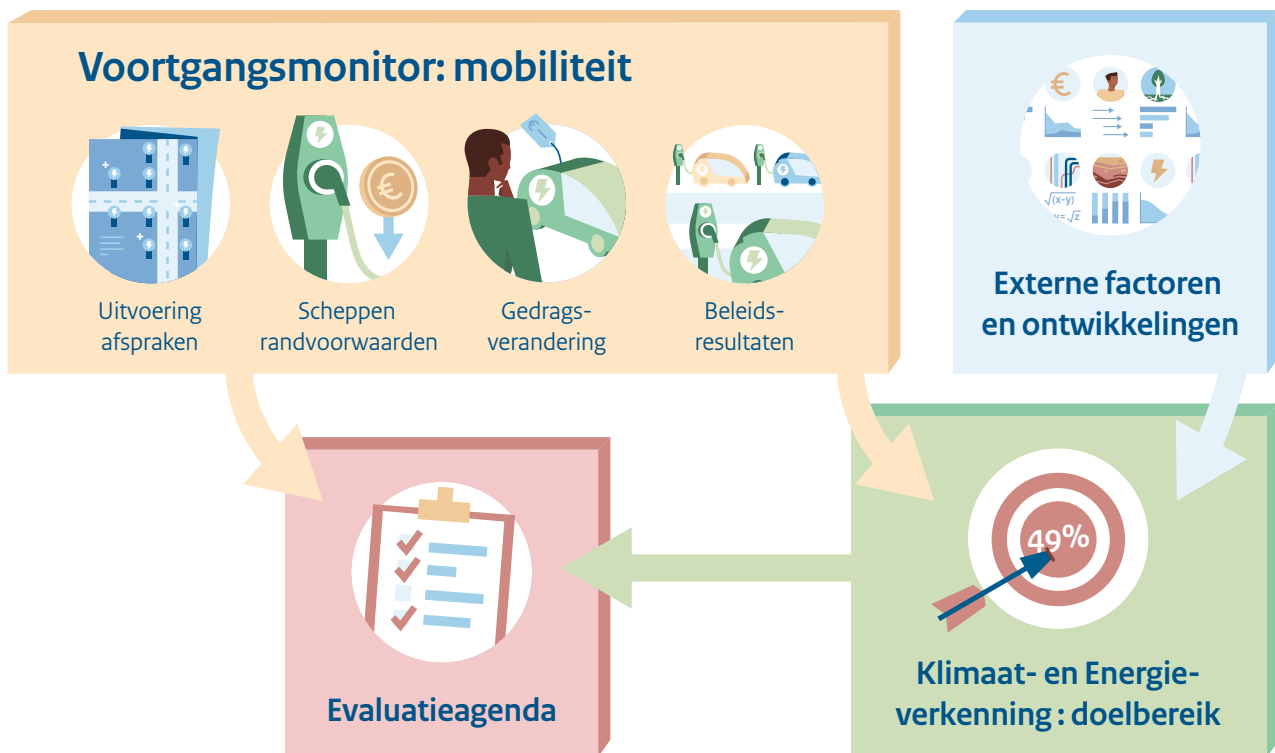 Voortgangsmonitor: mobiliteit
Uitvoering
afspraken
Scheppen
randvoorwaarden
Gedrags-
verandering
Beleids-
resultaten
€
€
€
√(x-y)
y=√z
Externe factoren
en ontwikkelingen
49%
Evaluatieagenda
Klimaat- en Energie-
verkenning : doelbereik